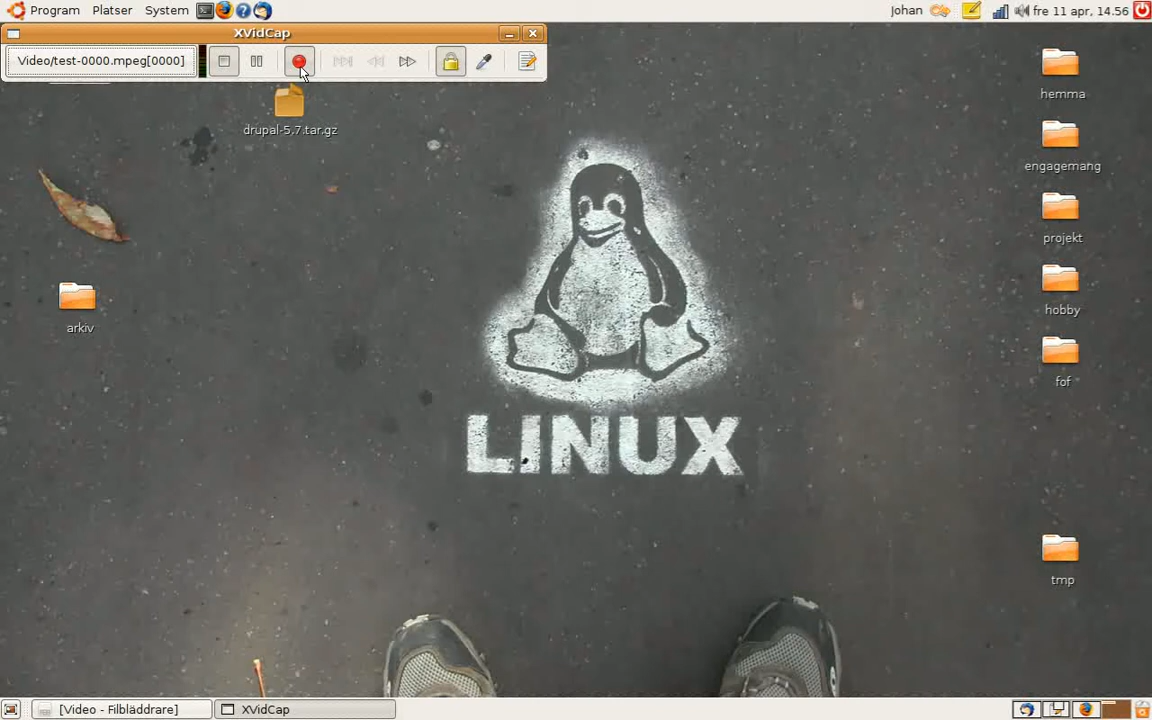 Program Platser System
Johan
fre 11 apr, 14.56
XVidCap
Video/test-0000.mpeg[0000]
drupal-5.7.tar.gz
hemma
engagemang
projekt
hobby
fof
arkiv
LINUX
tmp
[Video - Filbläddrare]
XVidCap